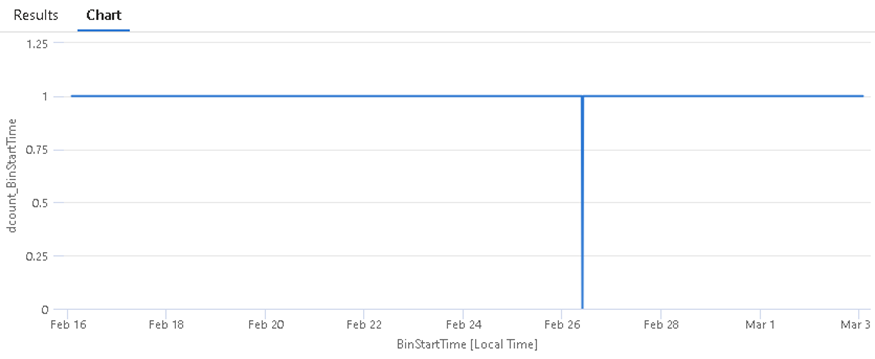 Results Chart
1.25
1
0.75
0.5
0.25
0
dcount_BinStartTime
Feb 16 Feb 18 Feb 20 Feb 22 Feb 24 Feb 26 Feb 28 Mar 1 Mar 3
BinStartTime [Local Time]